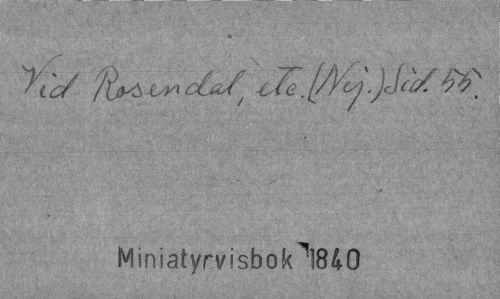 Vid Rosendal, etc. (Nej.) Sid. 55.
Miniatyrvisbok 1840